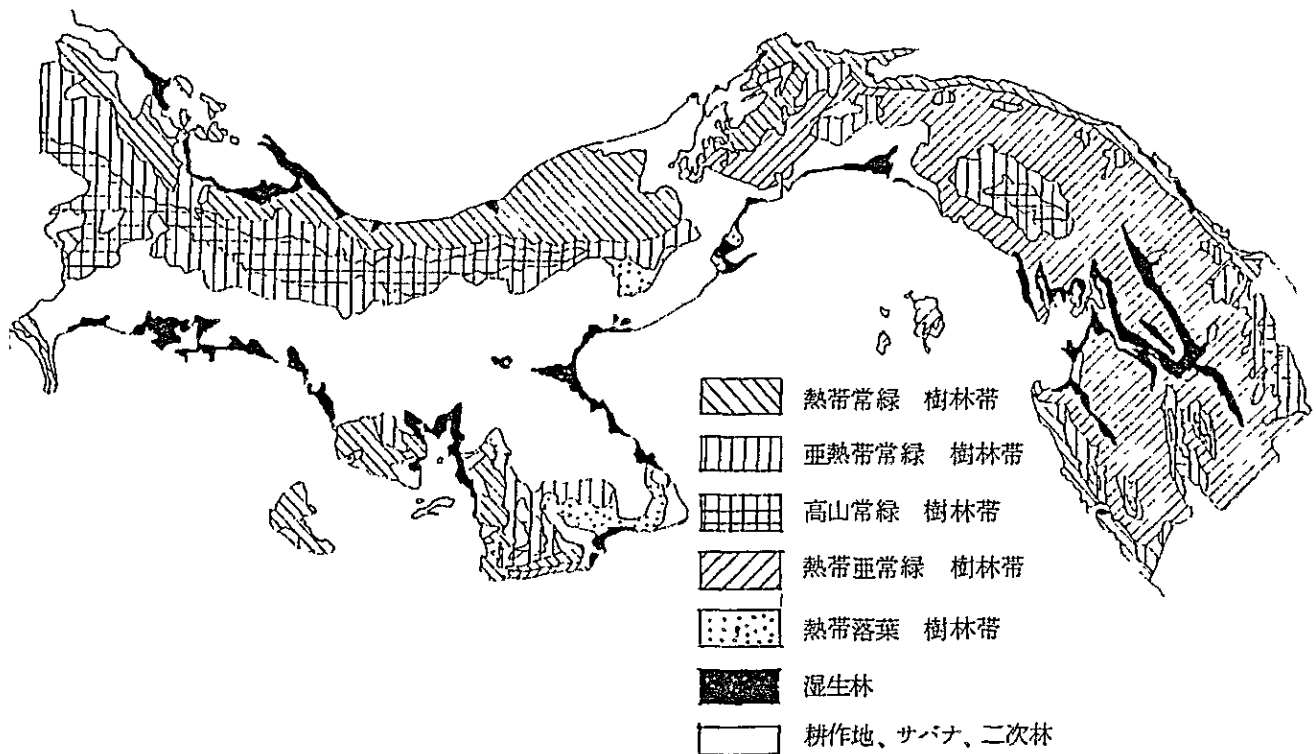 熱帯常緑 樹林帯
亜熱帯常緑 樹林帯
高山常緑 樹林帯
熱帯亜常緑 樹林帯
熱帯落葉 樹林帯
湿生林
耕作地、サバナ、二次林